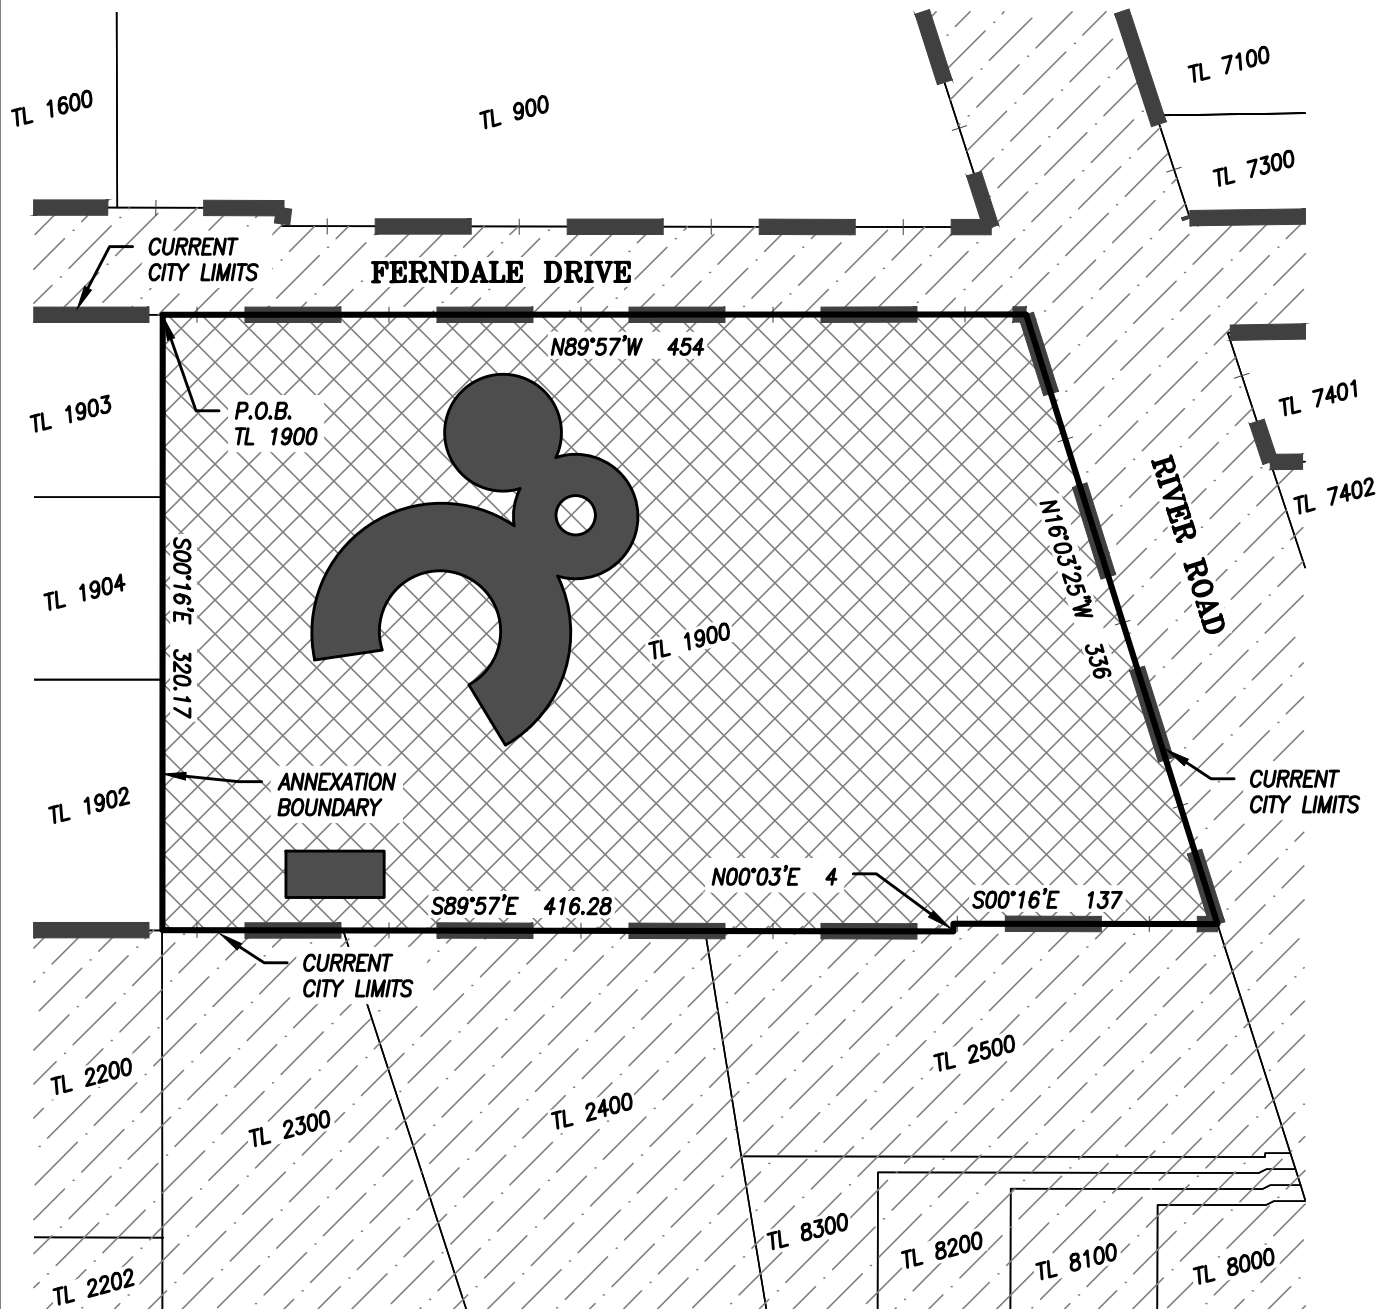 TL 7100
TL 1600
TL 900
TL 7300
CURRENT
CITY LIMITS
FERNDALE DRIVE
N89°57'W 454
TL 1903
P.O.B.
TL 1900
TL 7401
TL 7402
RIVER ROAD
N16°03'25"W 336
S00°16'E 320.17
TL 1904
TL 1900
TL 1902
ANNEXATION
BOUNDARY
CURRENT
CITY LIMITS
N00°03'E 4
S89°57'E 416.28
S00°16'E 137
CURRENT
CITY LIMITS
TL 2200
TL 2300
TL 2400
TL 2500
TL 2202
TL 8300
TL 8200
TL 8100
TL 8000